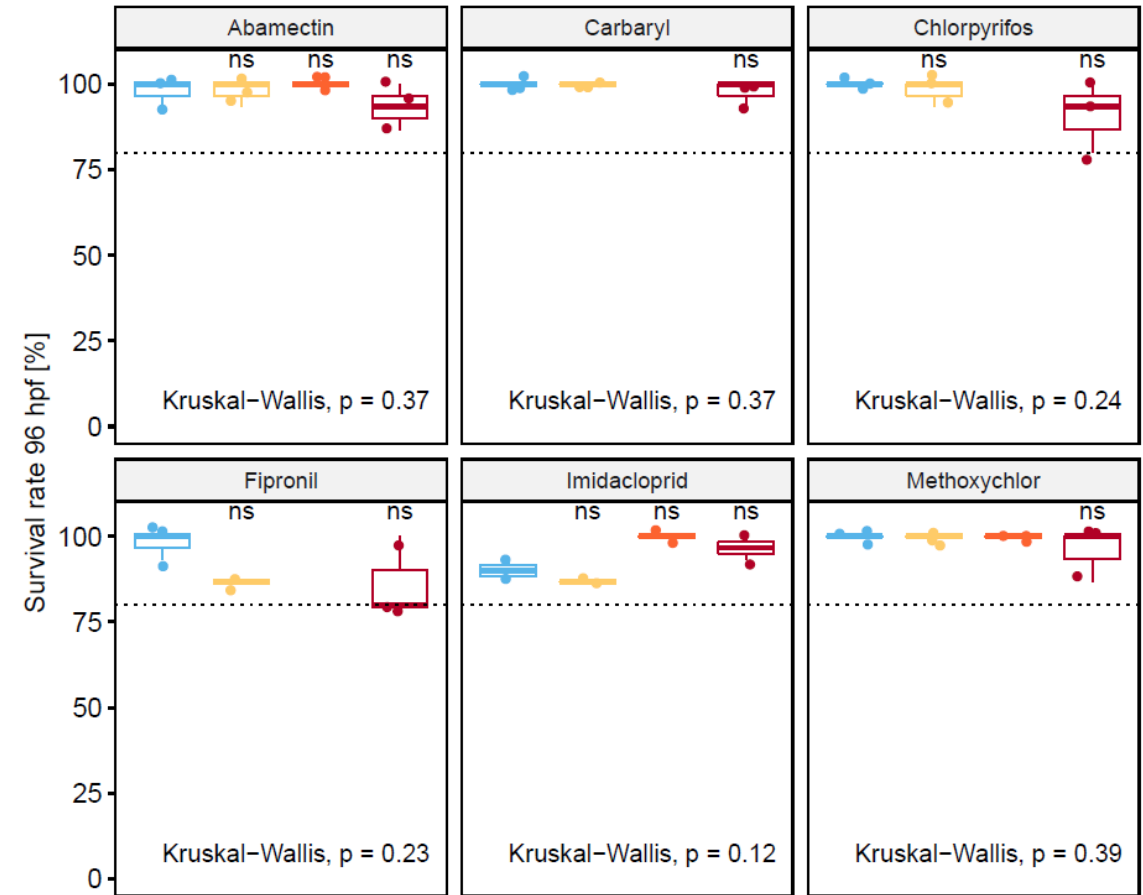 Abamectin Carbaryl Chlorpyrifos
ns ns ns ns ns ns
100
75
50
25
Kruskal−Wallis, p = 0.37 Kruskal−Wallis, p = 0.37 Kruskal−Wallis, p = 0.24
0
Survival rate 96 hpf [%]
Fipronil Imidacloprid Methoxychlor
ns ns ns ns ns ns
100
75
50
25
Kruskal−Wallis, p = 0.23 Kruskal−Wallis, p = 0.12 Kruskal−Wallis, p = 0.39
0